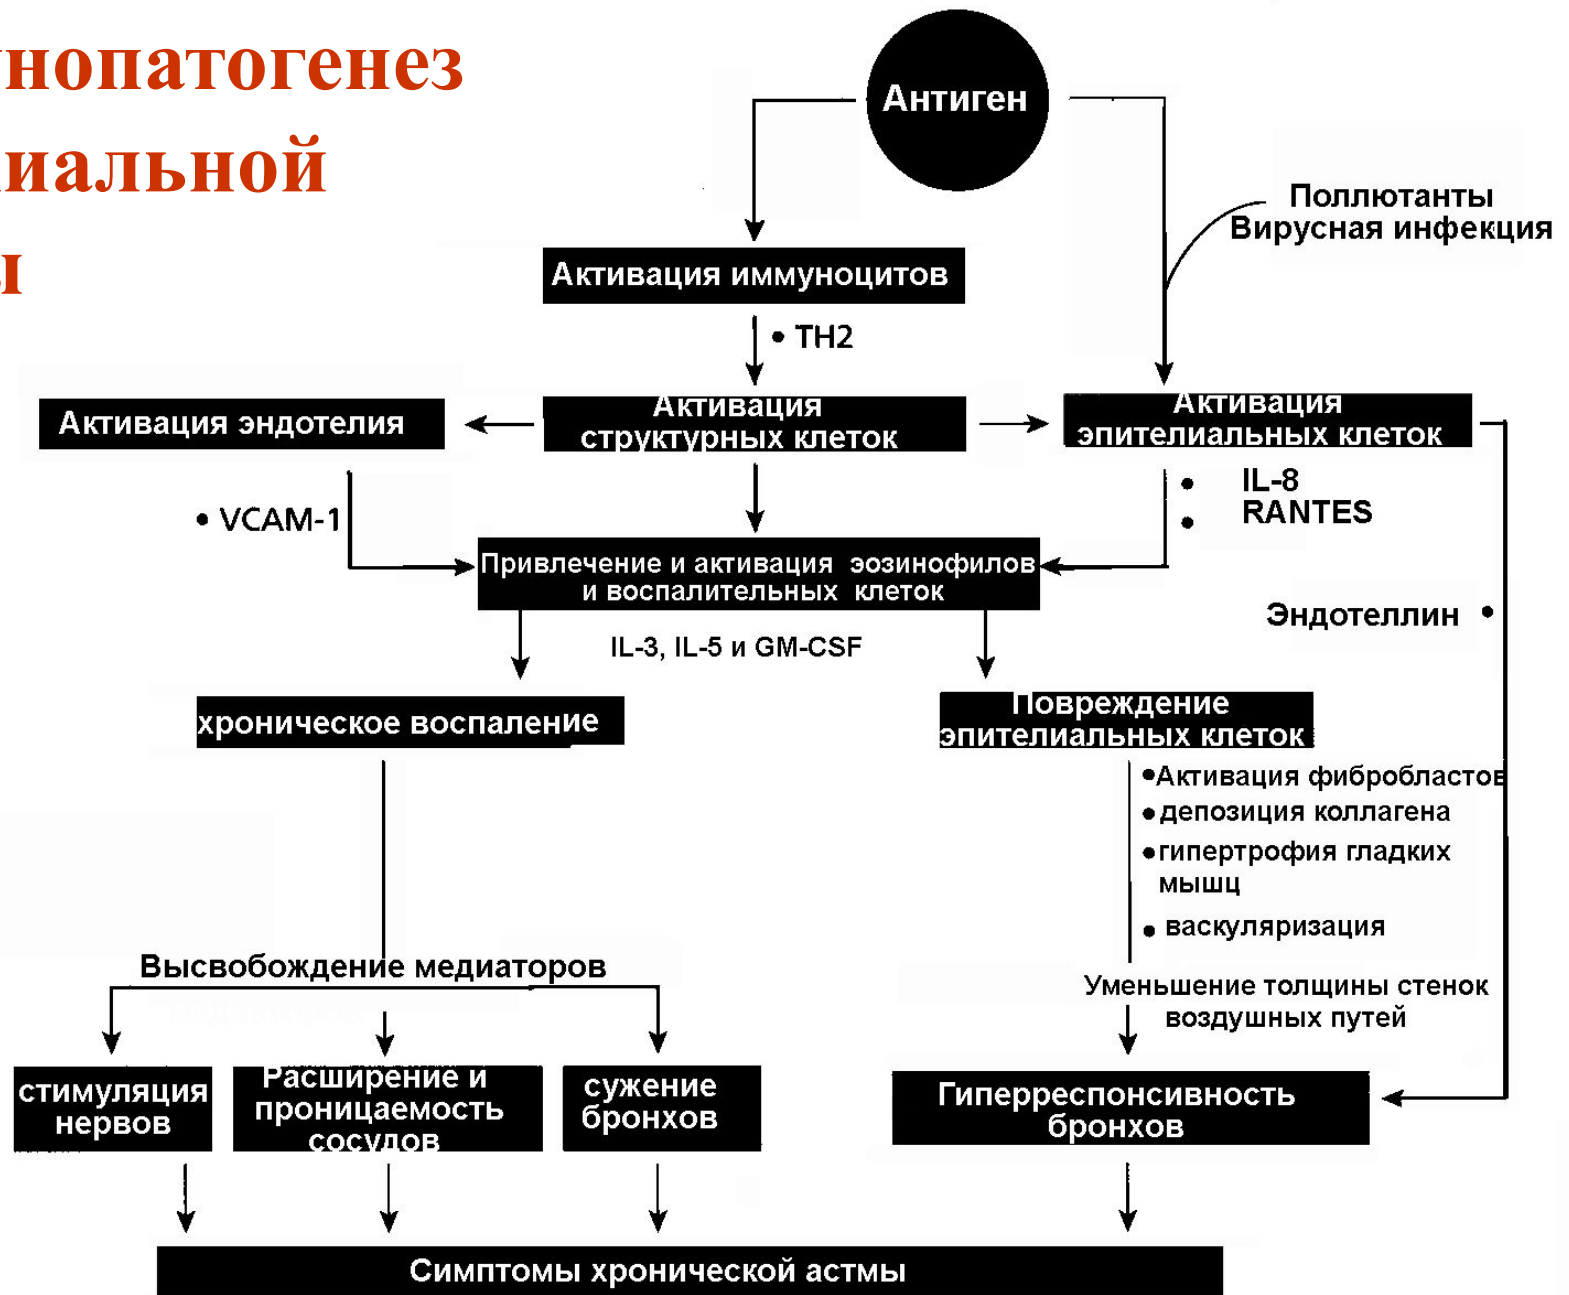 нопатогенез
иальной
ы
Антиген
Поллютанты
Вирусная инфекция
Активация иммуноцитов
• TH2
Активация эндотелия
Активация
структурных клеток
Активация
эпителиальных клеток
• VCAM-1
• IL-8
• RANTES
Привлечение и активация эозинофилов
и воспалительных клеток
Эндотеллин •
IL-3, IL-5 и GM-CSF
хроническое воспаление
Повреждение
эпителиальных клеток
•Активация фибробластов
•депозиция коллагена
•гипертрофия гладких
мышц
• васкуляризация
Высвобождение медиаторов
Уменьшение толщины стенок
воздушных путей
стимуляция
нервов
Расширение и
проницаемость
сосудов
сужение
бронхов
Гиперреспонсивность
бронхов
Симптомы хронической астмы